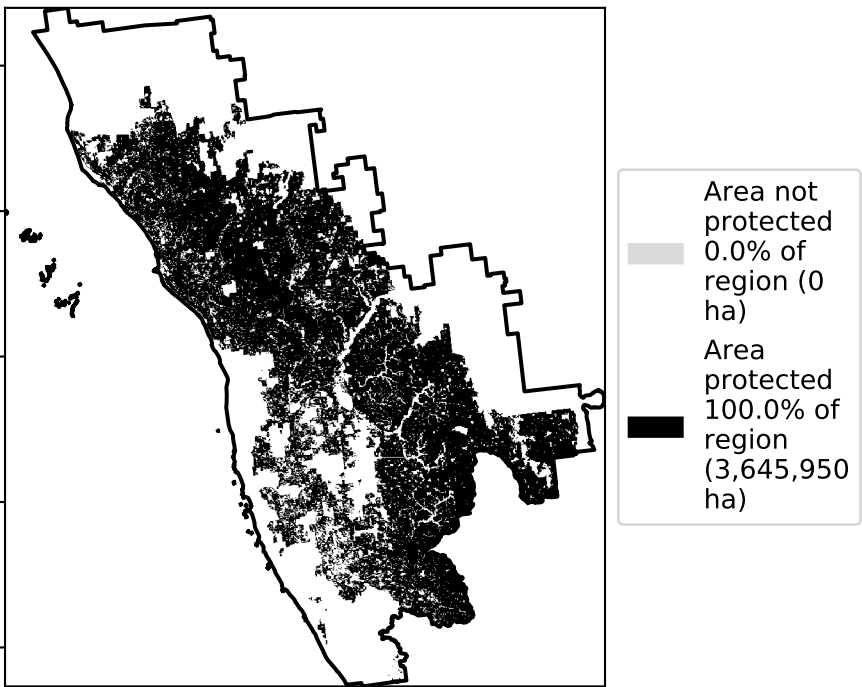 Area not
protected
0.0% of
region (0
ha)
Area
protected
100.0% of
region
(3,645,950
ha)